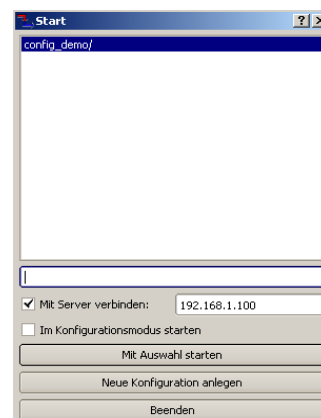 Start
config_demo/
Mit Server verbinden: 192.168.1.100
Im Konfigurationsmodus starten
Mit Auswahl starten
Neue Konfiguration anlegen
Beenden